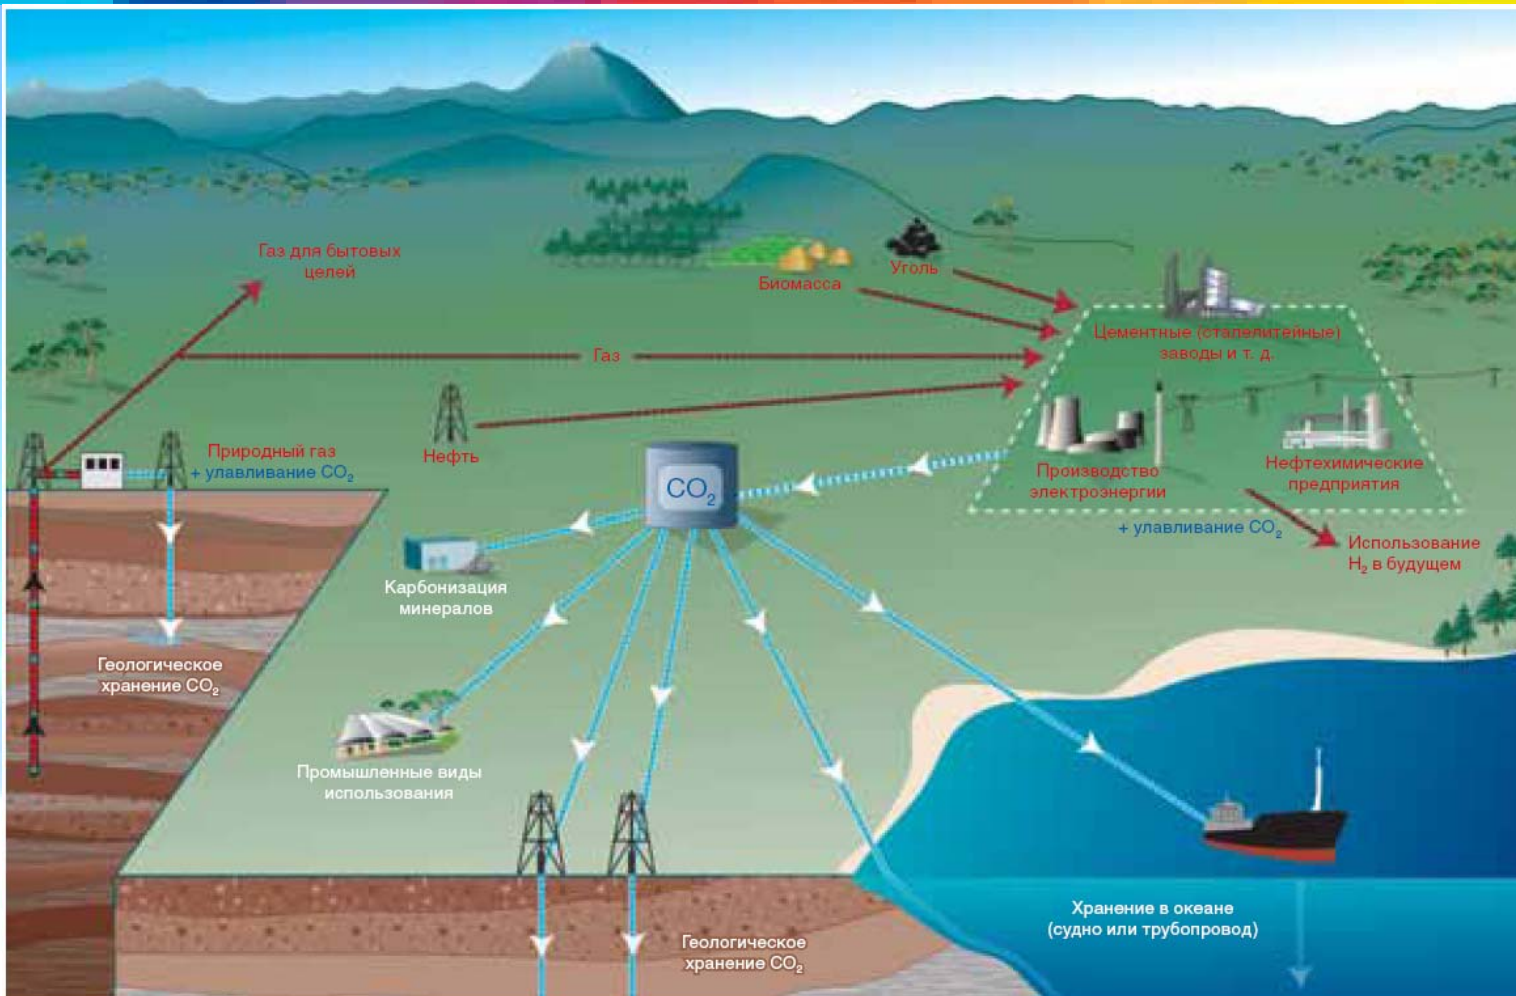 Газ для бытовых
целей
Биомасса
Уголь
Цементные (сталелитейные)
заводы и т. д.
Газ
Нефть
Природный газ
+ улавливание CO₂
CO₂
Производство
электроэнергии
Нефтехимические
предприятия
+ улавливание CO₂
Использование
H₂ в будущем
Карбонизация
минералов
Геологическое
хранение CO₂
Промышленные виды
использования
Хранение в океане
(судно или трубопровод)
Геологическое
хранение CO₂